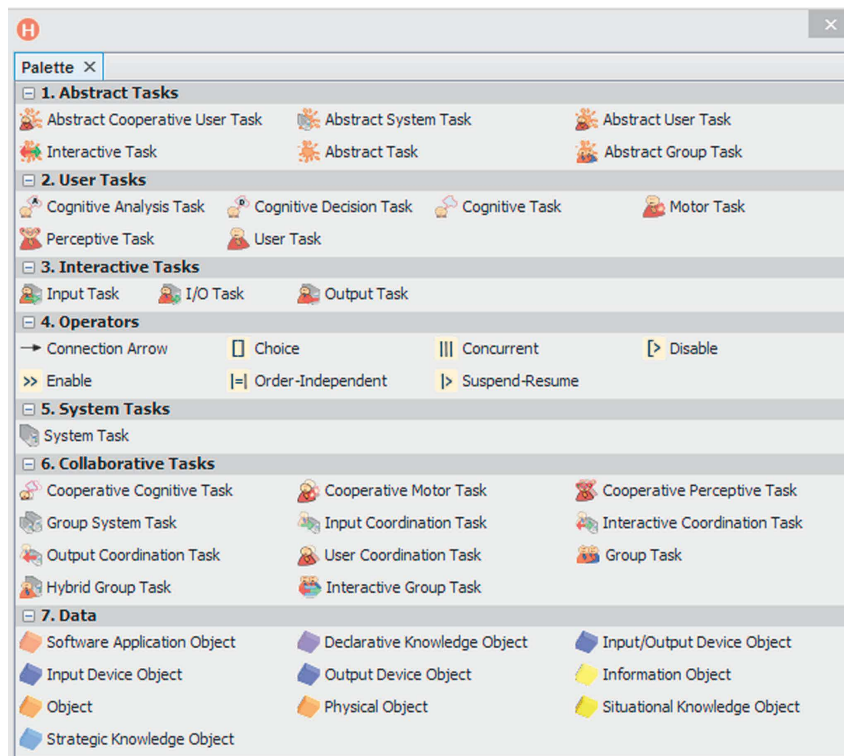 H
Palette ×
1. Abstract Tasks
Abstract Cooperative User Task Abstract System Task Abstract User Task
Interactive Task Abstract Task Abstract Group Task
2. User Tasks
Cognitive Analysis Task Cognitive Decision Task Cognitive Task Motor Task
Perceptive Task User Task
3. Interactive Tasks
Input Task I/O Task Output Task
4. Operators
Connection Arrow [] Choice ||| Concurrent [> Disable
>> Enable |=| Order-Independent |> Suspend-Resume
5. System Tasks
System Task
6. Collaborative Tasks
Cooperative Cognitive Task Cooperative Motor Task Cooperative Perceptive Task
Group System Task Input Coordination Task Interactive Coordination Task
Output Coordination Task User Coordination Task Group Task
Hybrid Group Task Interactive Group Task
7. Data
Software Application Object Declarative Knowledge Object Input/Output Device Object
Input Device Object Output Device Object Information Object
Object Physical Object Situational Knowledge Object
Strategic Knowledge Object